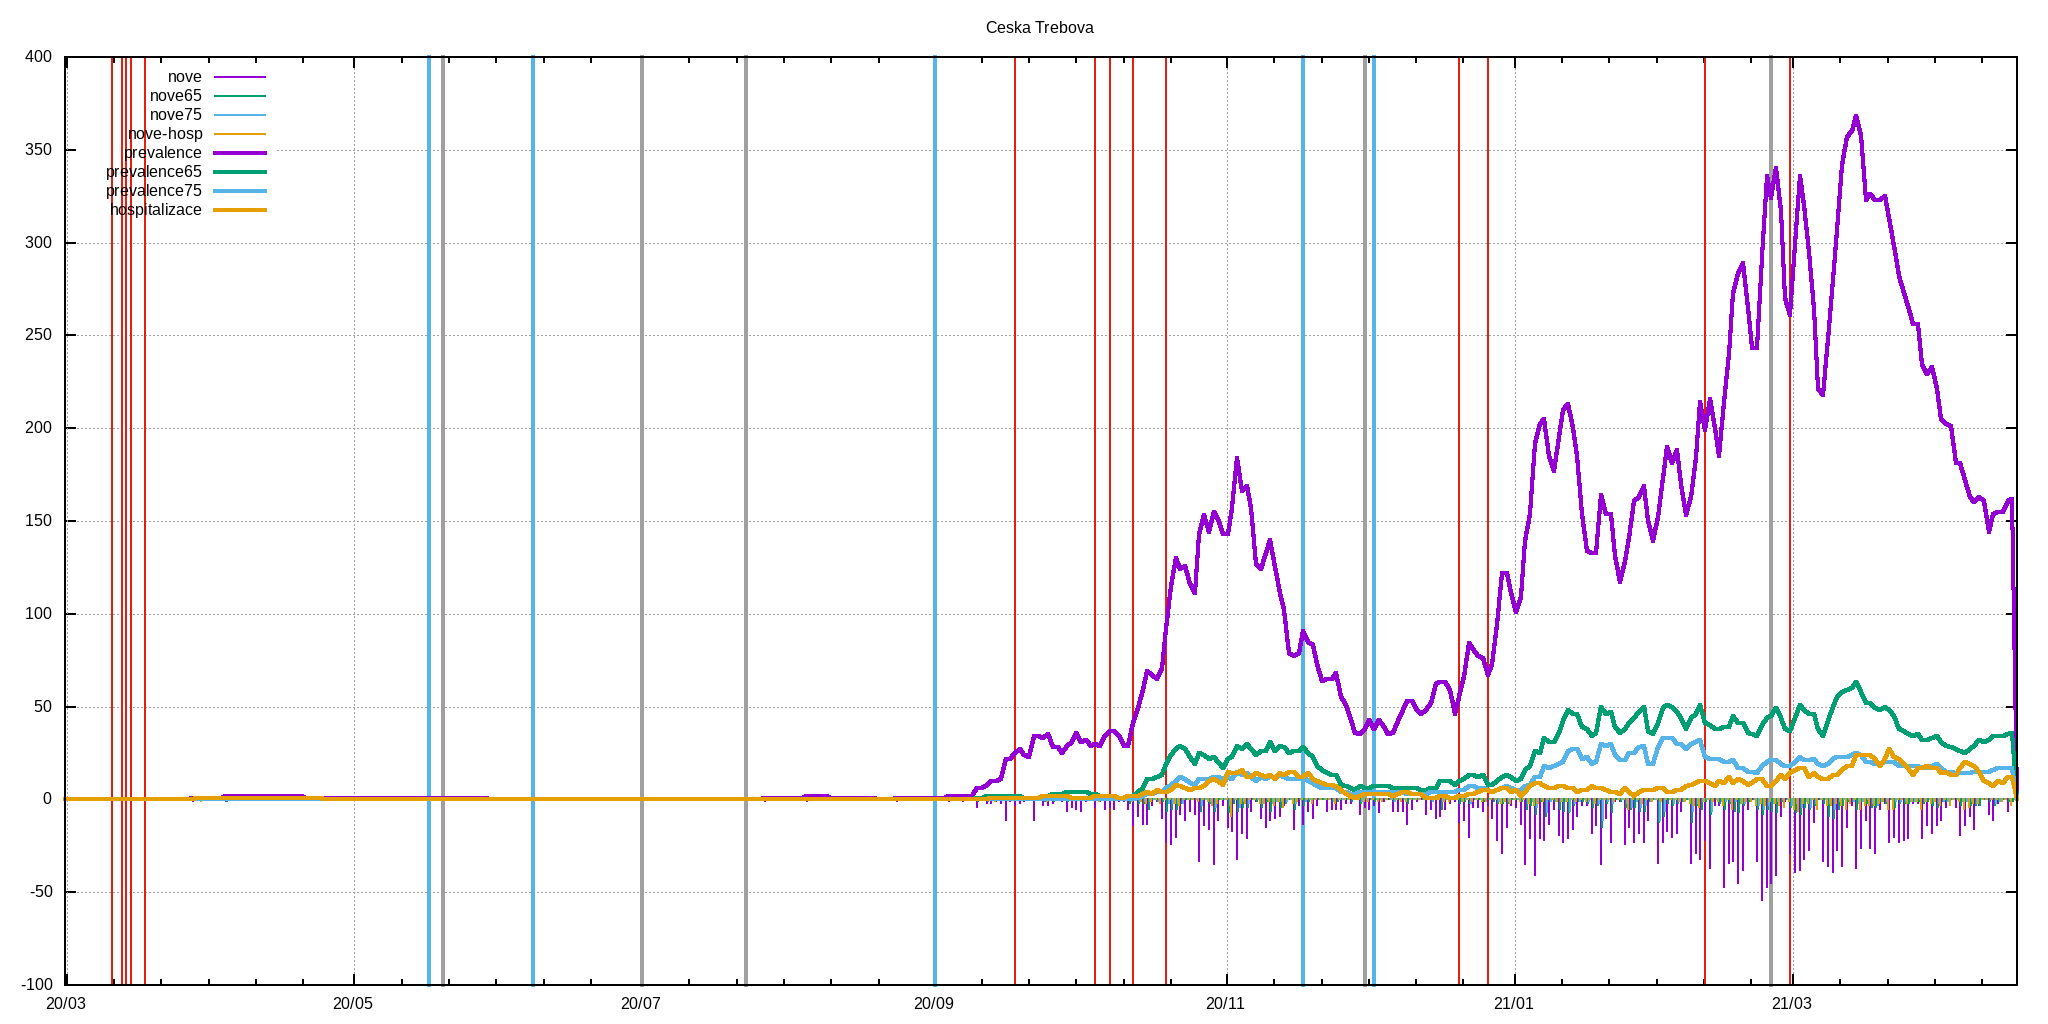 Ceska Trebova
400
350
300
250
200
150
100
50
0
-50
-100
nove
nove65
nove75
nove-hosp
prevalence
prevalence65
prevalence75
hospitalizace
20/03 20/05 20/07 20/09 20/11 21/01 21/03